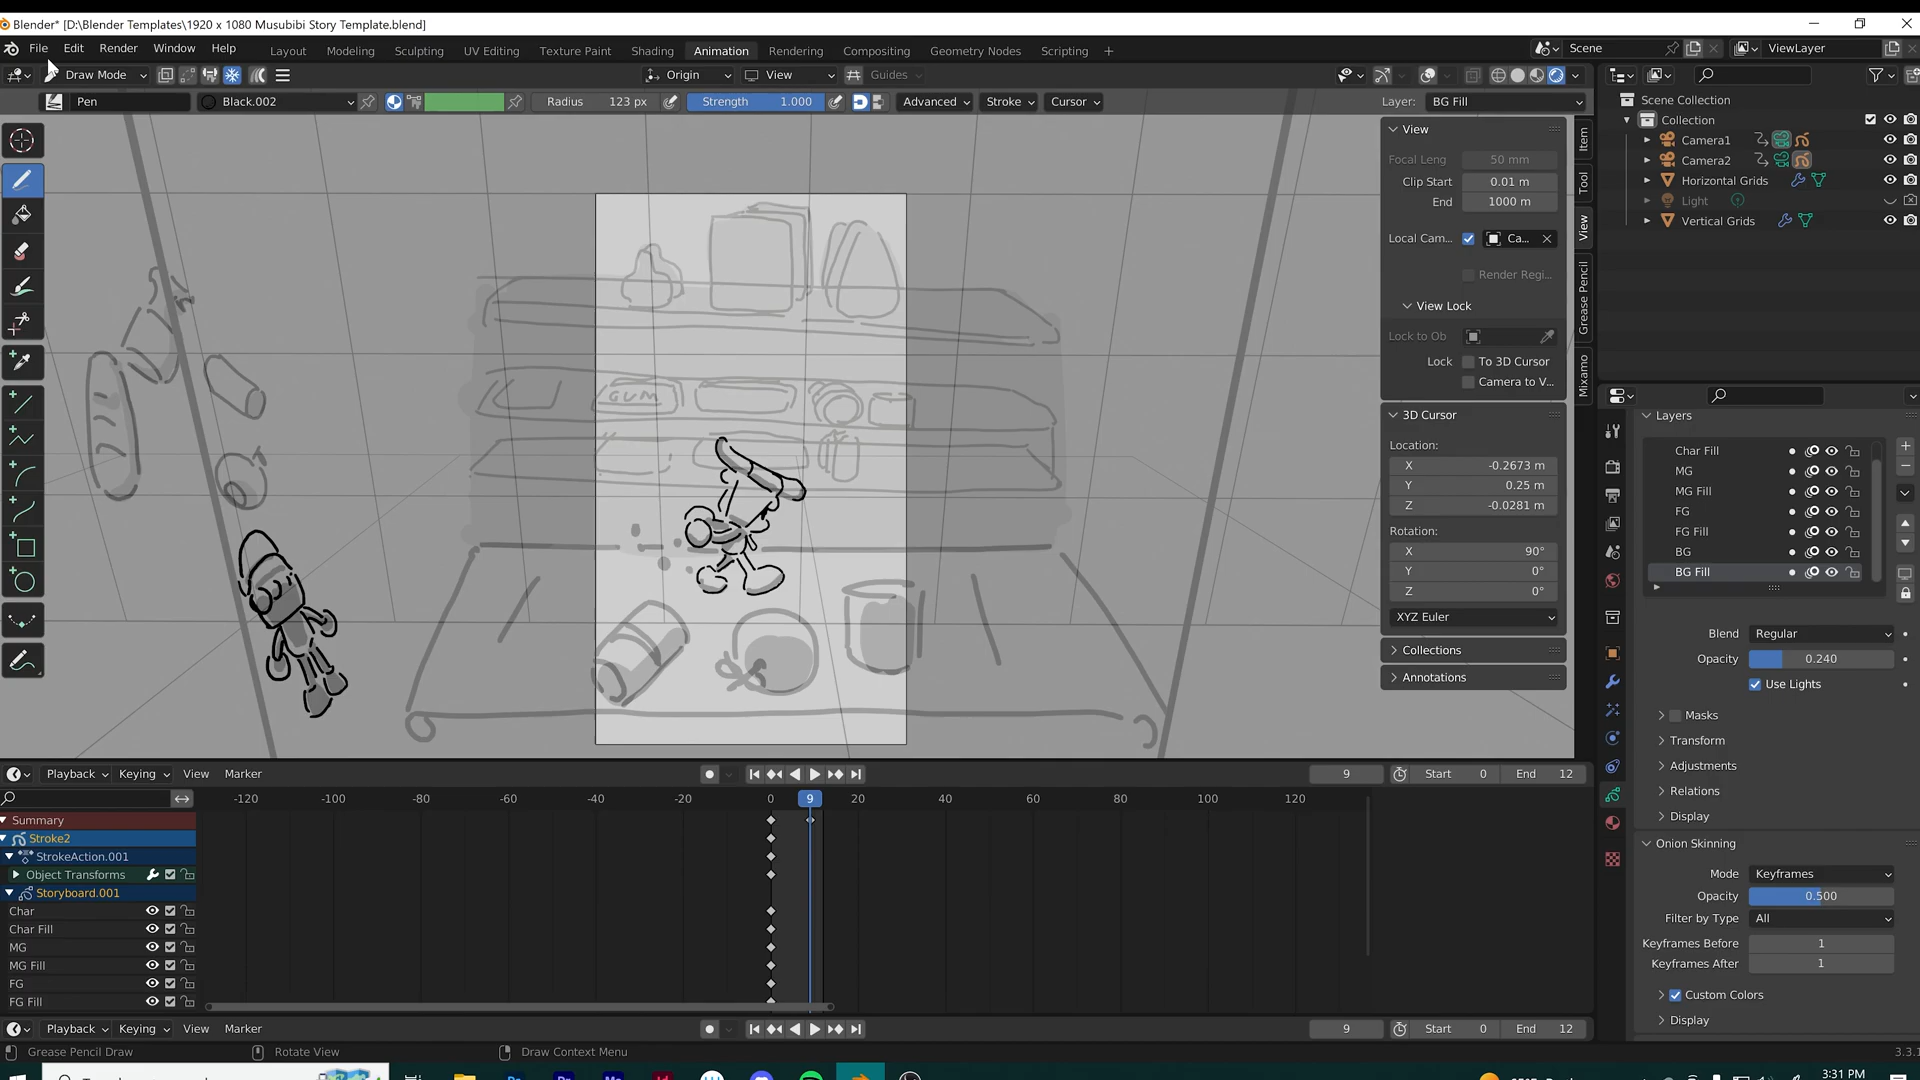 Blender* [D:\Blender Templates\1920 x 1080 Musubibi Story Template.blend]
File Edit Render Window Help Layout Modeling Sculpting UV Editing Texture Paint Shading Animation Rendering Compositing Geometry Nodes Scripting + Scene ViewLayer
Draw Mode Origin View Guides
Pen Black.002 Radius 123 px Strength 1.000 Advanced Stroke Cursor Layer: BG Fill
Scene Collection
Collection
Camera1
Camera2
Horizontal Grids
Light
Vertical Grids
View
Focal Leng 50 mm
Clip Start 0.01 m
End 1000 m
Local Cam... Ca...
Render Regi...
View Lock
Lock to Ob
Lock To 3D Cursor
Camera to V...
3D Cursor
Location:
X -0.2673 m
Y 0.25 m
Z -0.0281 m
Rotation:
X 90°
Y 0°
Z 0°
XYZ Euler
Collections
Annotations
Item
Tool
View
Grease Pencil
Mixamo
GUM
Layers
Char Fill
MG
MG Fill
FG
FG Fill
BG
BG Fill
Blend Regular
Opacity 0.240
Use Lights
Masks
Transform
Adjustments
Relations
Display
Onion Skinning
Mode Keyframes
Opacity 0.500
Filter by Type All
Keyframes Before 1
Keyframes After 1
Custom Colors
Display
Playback Keying View Marker 9 Start 0 End 12
-120 -100 -80 -60 -40 -20 0 9 20 40 60 80 100 120
Summary
Stroke2
StrokeAction.001
Object Transforms
Storyboard.001
Char
Char Fill
MG
MG Fill
FG
FG Fill
Playback Keying View Marker 9 Start 0 End 12
Grease Pencil Draw Rotate View Draw Context Menu 3.3.1
3:31 PM